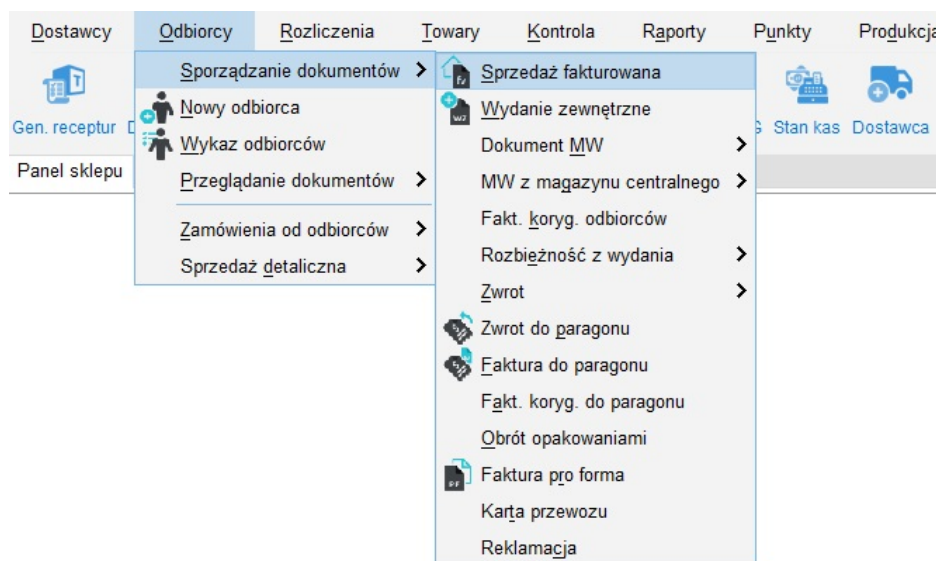 Dostawcy Odbiorcy Rozliczenia Towary Kontrola Raporty Punkty Produkcja
Gen. receptur Stan kas Dostawca
Panel sklepu
Sporządzanie dokumentów
Nowy odbiorca
Wykaz odbiorców
Przeglądanie dokumentów
Zamówienia od odbiorców
Sprzedaż detaliczna
Sprzedaż fakturowana
Wydanie zewnętrzne
Dokument MW
MW z magazynu centralnego
Fakt. koryg. odbiorców
Rozbieżność z wydania
Zwrot
Zwrot do paragonu
Faktura do paragonu
Fakt. koryg. do paragonu
Obrót opakowaniami
Faktura pro forma
Karta przewozu
Reklamacja